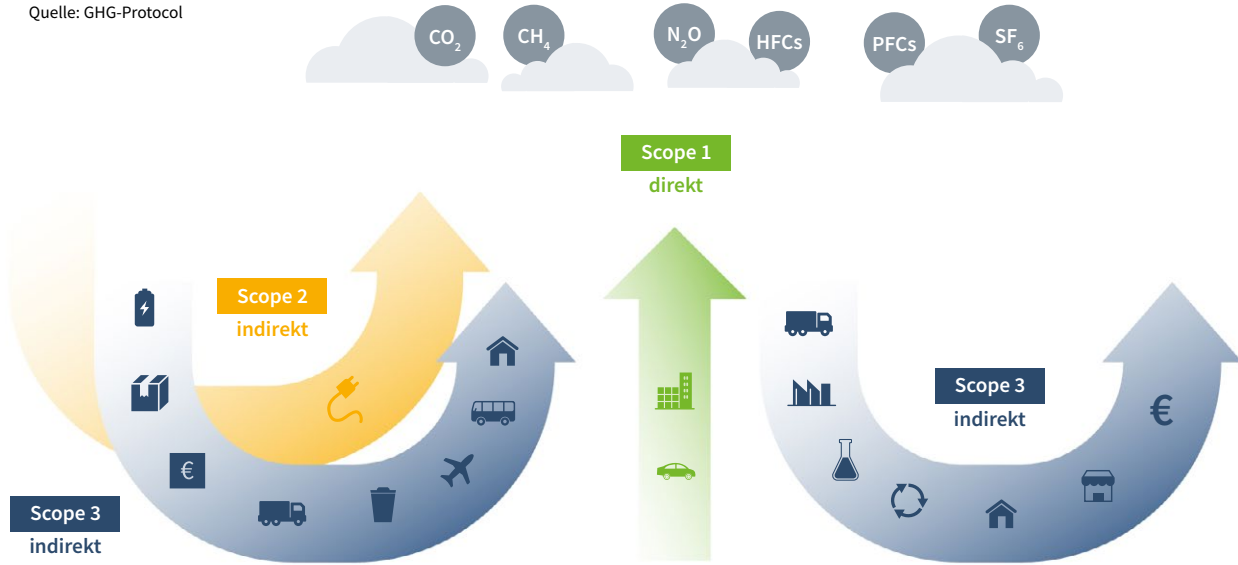 Quelle: GHG-Protocol
CO₂
CH₄
N₂O
HFCs
PFCs
SF₆
Scope 1
direkt
Scope 2
indirekt
Scope 3
indirekt
€
Scope 3
indirekt
€